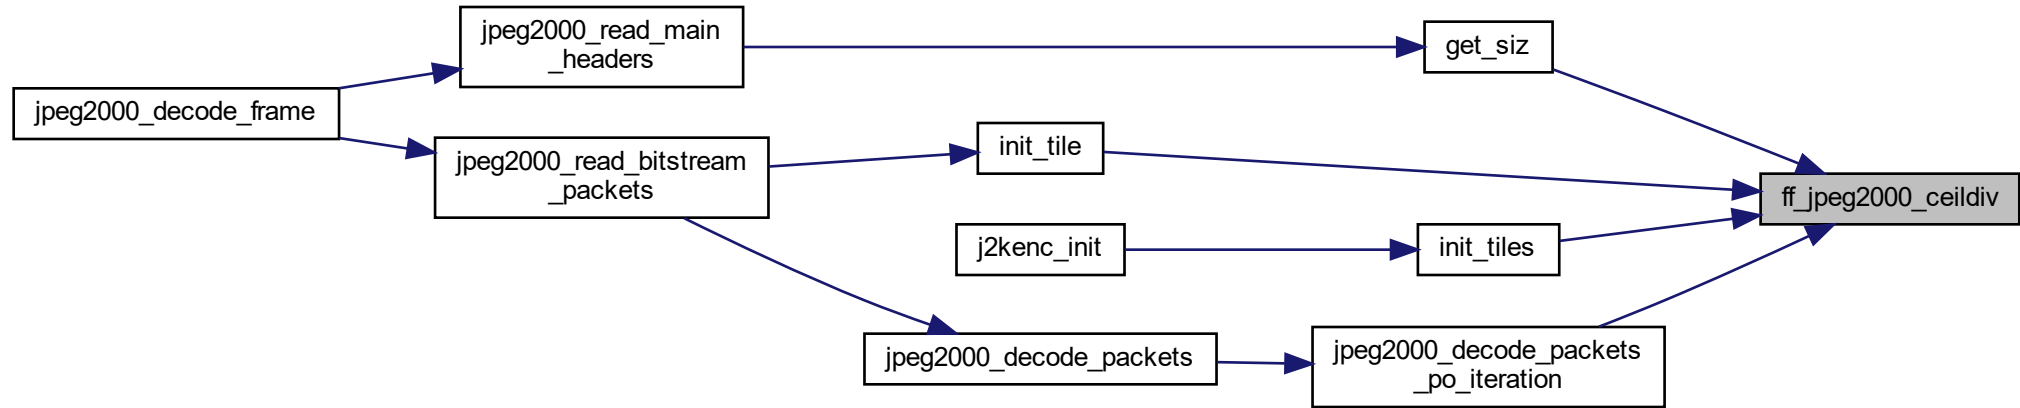 jpeg2000_read_main
_headers
get_siz
jpeg2000_decode_frame
jpeg2000_read_bitstream
_packets
init_tile
ff_jpeg2000_ceildiv
j2kenc_init
init_tiles
jpeg2000_decode_packets
jpeg2000_decode_packets
_po_iteration